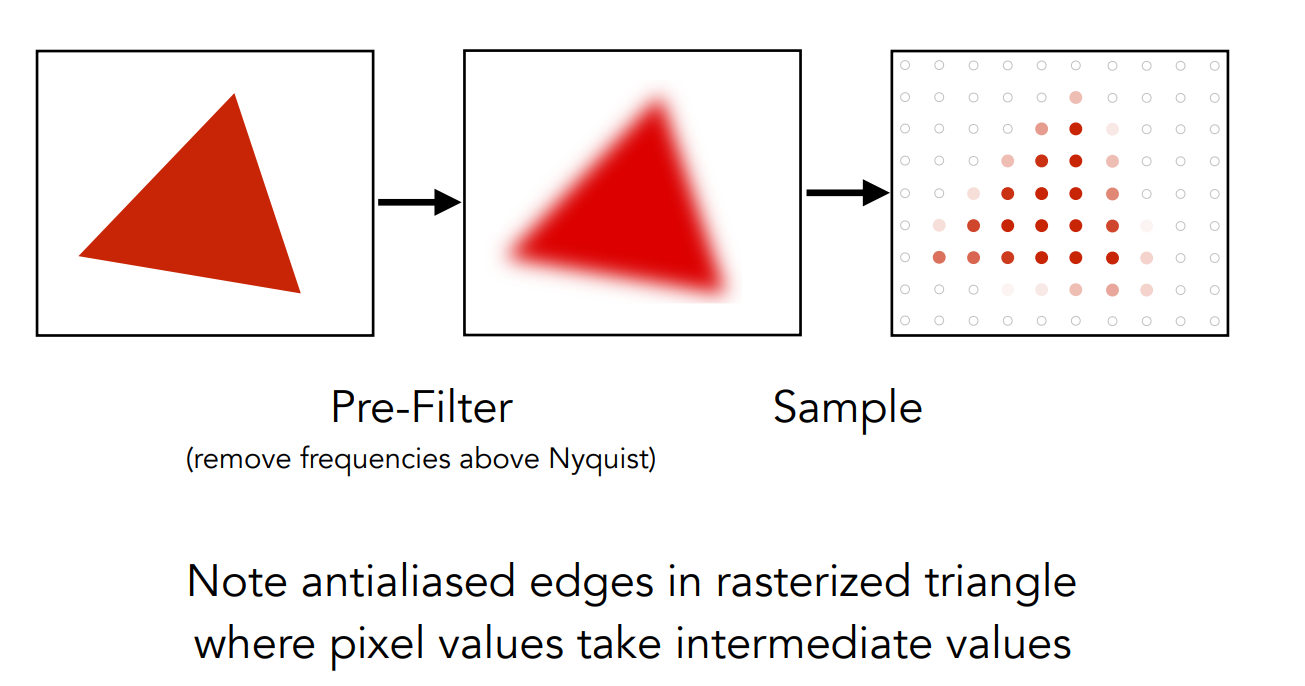 Pre-Filter
Sample
(remove frequencies above Nyquist)
Note antialiased edges in rasterized triangle
where pixel values take intermediate values